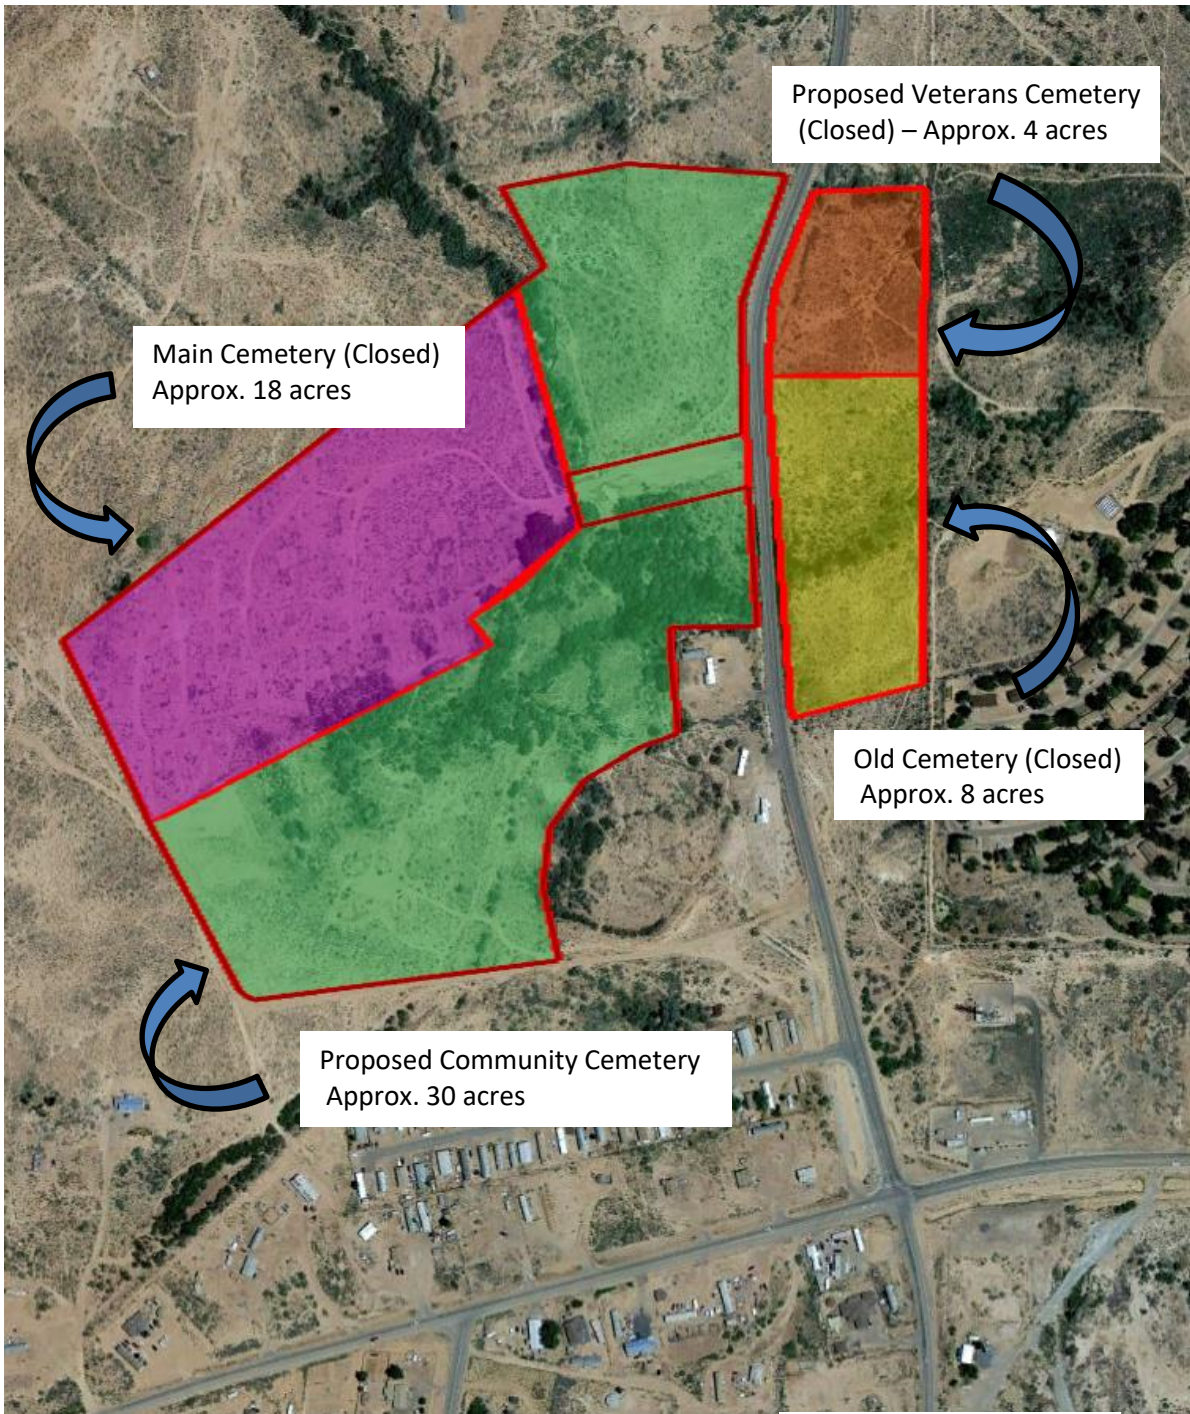 Proposed Veterans Cemetery
(Closed) – Approx. 4 acres
Main Cemetery (Closed)
Approx. 18 acres
Old Cemetery (Closed)
Approx. 8 acres
Proposed Community Cemetery
Approx. 30 acres